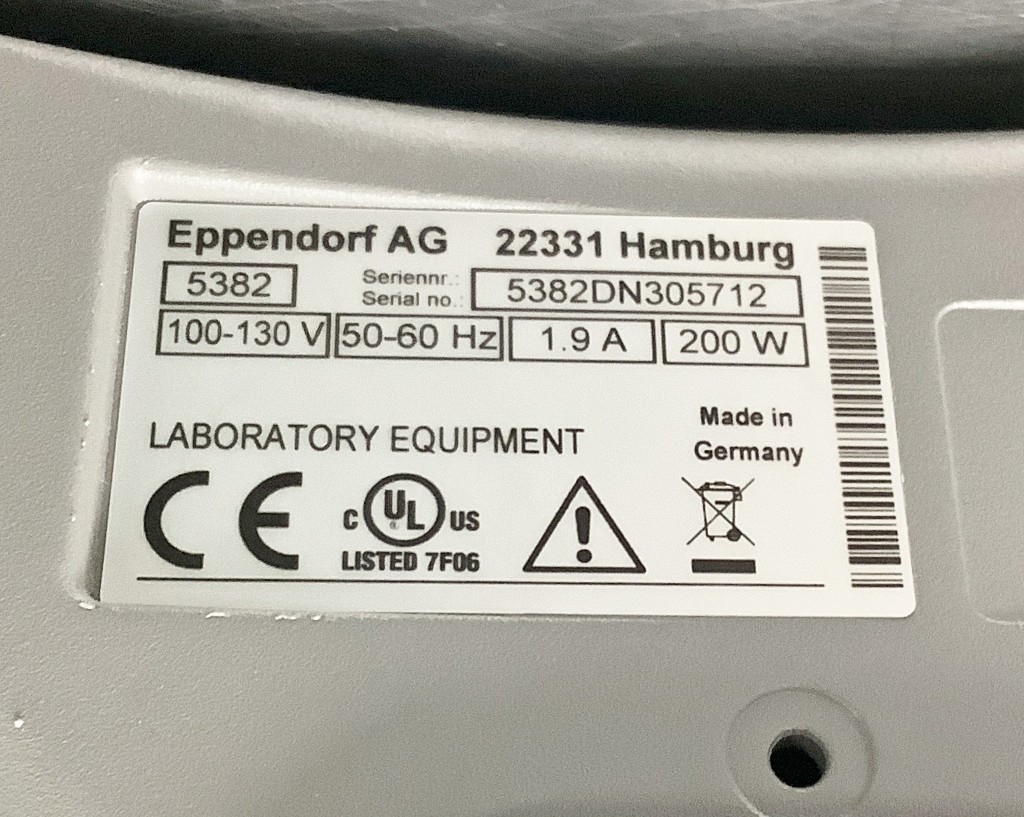 Eppendorf AG 22331 Hamburg
5382 Seriennr.: 5382DN305712
Serial no.:
100-130 V 50-60 Hz 1.9 A 200 W
Made in
LABORATORY EQUIPMENT Germany
CE C UL ® US
LISTED 7F06